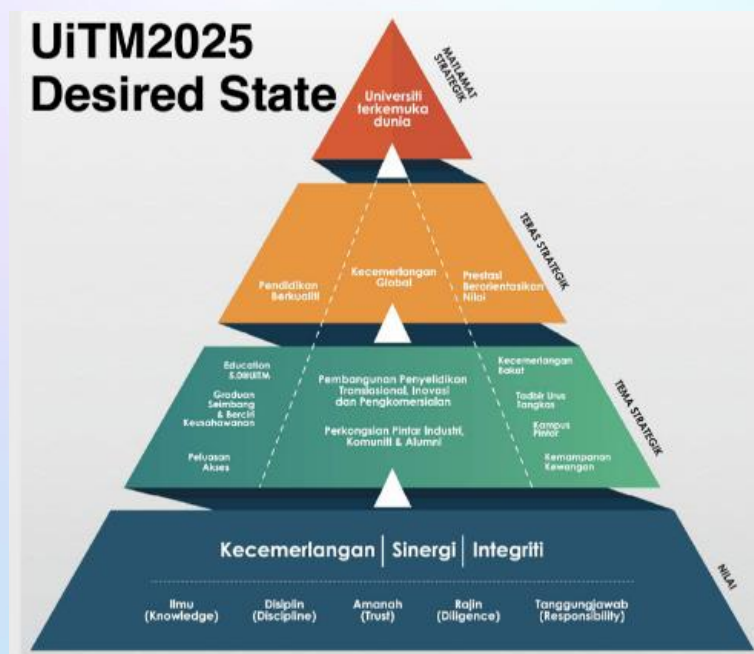 UiTM2025
Desired State
MATLAMAT
STRATEGIK
Universiti
terkemuka
dunia
TERAS STRATEGIK
Pendidikan
Berkualiti
Kecemerlangan
Global
Prestasi
Berorientasikan
Nilai
TEMA STRATEGIK
Education
5.0@UiTM
Graduan
Seimbang
& Berciri
Keusahawanan
Peluasan
Akses
Pembangunan Penyelidikan
Translasional, Inovasi
dan Pengkomersialan
Perkongsian Pintar Industri,
Komuniti & Alumni
Kecemerlangan
Bakat
Tadbir Urus
Tangkas
Kampus
Pintar
Kemampanan
Kewangan
NILAI
Kecemerlangan | Sinergi | Integriti
Ilmu
(Knowledge)
Disiplin
(Discipline)
Amanah
(Trust)
Rajin
(Diligence)
Tanggungjawab
(Responsibility)